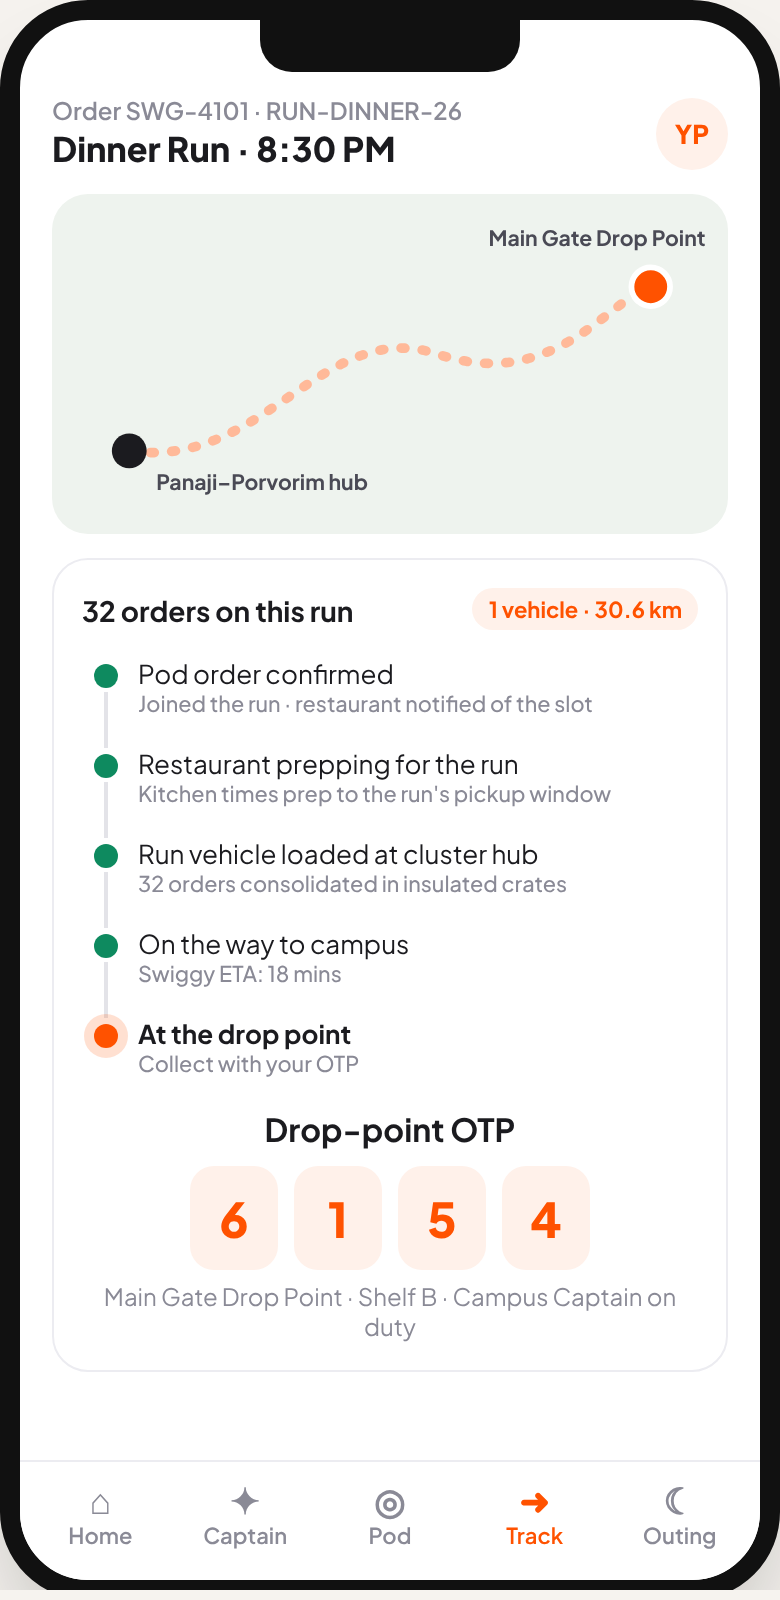 Order SWG-4101 · RUN-DINNER-26
Dinner Run · 8:30 PM
YP
Main Gate Drop Point
Panaji–Porvorim hub
32 orders on this run
1 vehicle · 30.6 km
Pod order confirmed
Joined the run · restaurant notified of the slot
Restaurant prepping for the run
Kitchen times prep to the run's pickup window
Run vehicle loaded at cluster hub
32 orders consolidated in insulated crates
On the way to campus
Swiggy ETA: 18 mins
At the drop point
Collect with your OTP
Drop-point OTP
6 1 5 4
Main Gate Drop Point · Shelf B · Campus Captain on
duty
Home Captain Pod Track Outing